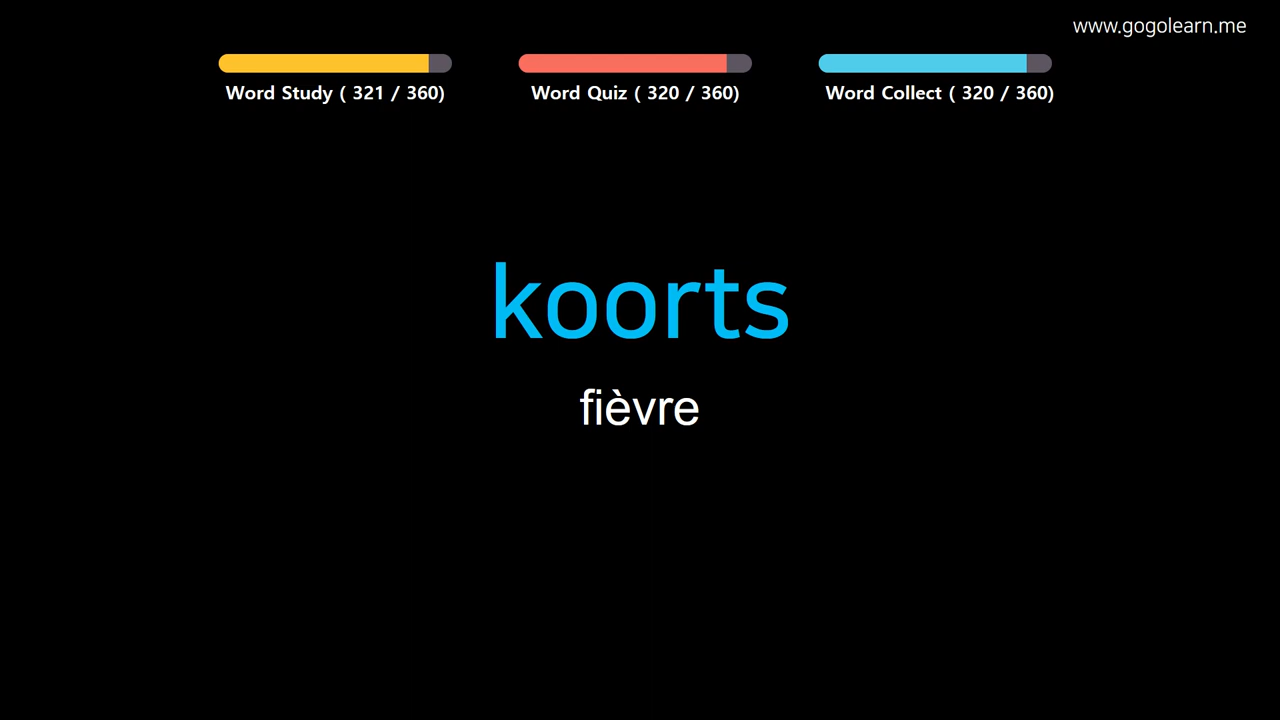 www.gogolearn.me
Word Study ( 321 / 360)
Word Quiz ( 320 / 360)
Word Collect ( 320 / 360)
koorts
fièvre